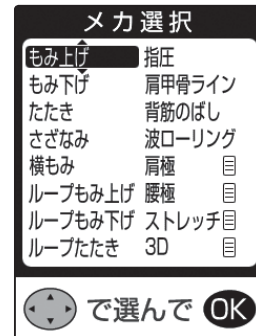 メカ選択
もみ上げ 指圧
もみ下げ 肩甲骨ライン
たたき 背筋のばし
さざなみ 波ローリング
横もみ 肩極
ループもみ上げ 腰極
ループもみ下げ ストレッチ
ループたたき 3D
で選んで OK